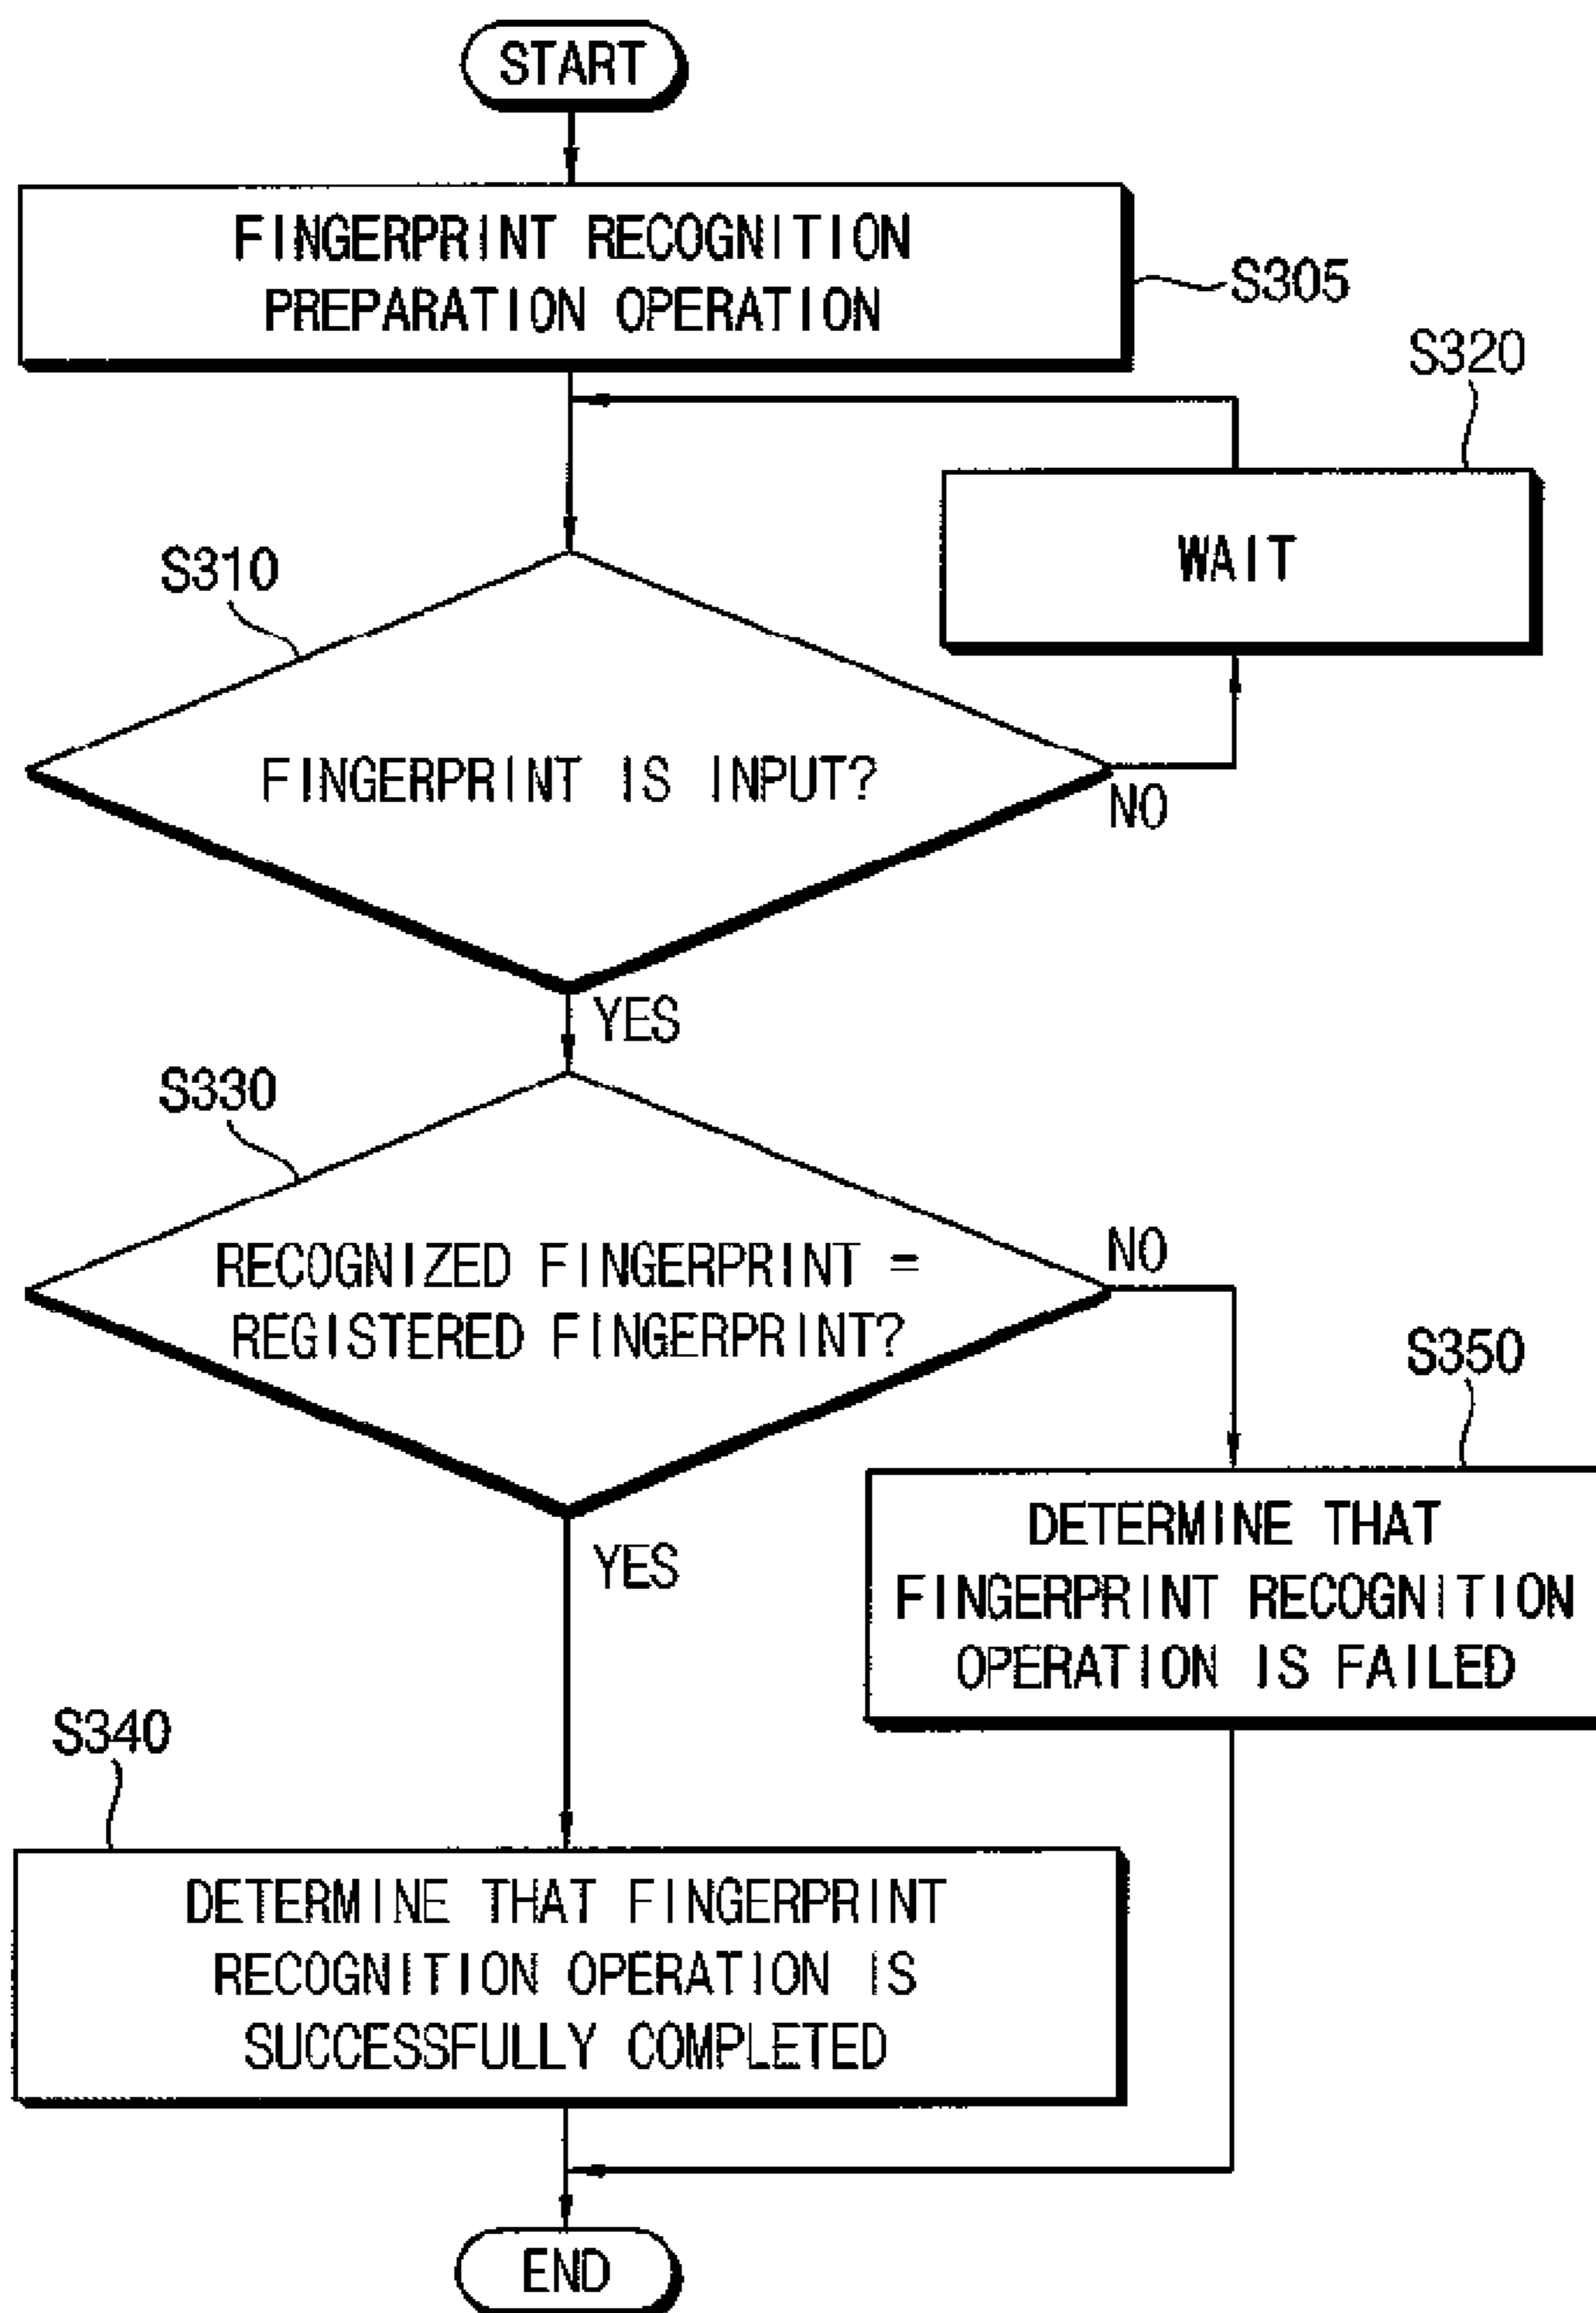 START
FINGERPRINT RECOGNITION
PREPARATION OPERATION
S305
S320
WAIT
S310
FINGERPRINT IS INPUT?
NO
YES
S330
RECOGNIZED FINGERPRINT =
REGISTERED FINGERPRINT?
NO
S350
YES
DETERMINE THAT
FINGERPRINT RECOGNITION
OPERATION IS FAILED
S340
DETERMINE THAT FINGERPRINT
RECOGNITION OPERATION IS
SUCCESSFULLY COMPLETED
END